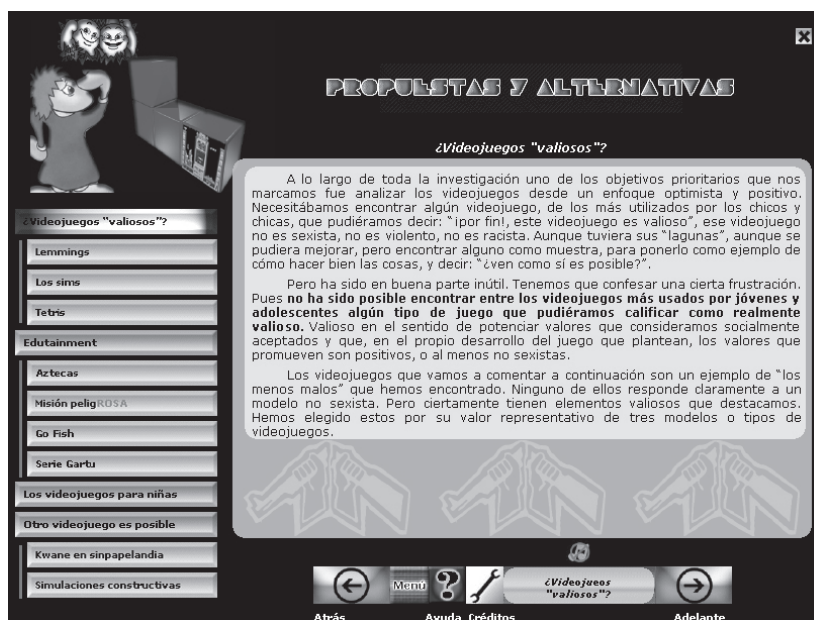 PROPUESTAS Y ALTERNATIVAS
¿Videojuegos "valiosos"?
A lo largo de toda la investigación uno de los objetivos prioritarios que nos
marcamos fue analizar los videojuegos desde un enfoque optimista y positivo.
Necesitábamos encontrar algún videojuego, de los más utilizados por los chicos y
chicas, que pudiéramos decir: "¡por fin!, este videojuego es valioso", ese videojuego
no es sexista, no es violento, no es racista. Aunque tuviera sus "lagunas", aunque se
pudiera mejorar, pero encontrar alguno como muestra, para ponerlo como ejemplo de
cómo hacer bien las cosas, y decir: "¿ven como sí es posible?".
Pero ha sido en buena parte inútil. Tenemos que confesar una cierta frustración.
Pues no ha sido posible encontrar entre los videojuegos más usados por jóvenes y
adolescentes algún tipo de juego que pudiéramos calificar como realmente
valioso. Valioso en el sentido de potenciar valores que consideramos socialmente
aceptados y que, en el propio desarrollo del juego que plantean, los valores que
promueven son positivos, o al menos no sexistas.
Los videojuegos que vamos a comentar a continuación son un ejemplo de "los
menos malos" que hemos encontrado. Ninguno de ellos responde claramente a un
modelo no sexista. Pero ciertamente tienen elementos valiosos que destacamos.
Hemos elegido estos por su valor representativo de tres modelos o tipos de
videojuegos.
¿Videojuegos "valiosos"?
Lemmings
Los sims
Tetris
Edutainment
Aztecas
Misión peligROSA
Go Fish
Serie Gartu
Los videojuegos para niñas
Otro videojuego es posible
Kwane en sinpapelandia
Simulaciones constructivas
Menú
?
¿Videojueos
"valiosos"?
Atrás
Ayuda
Créditos
Adelante